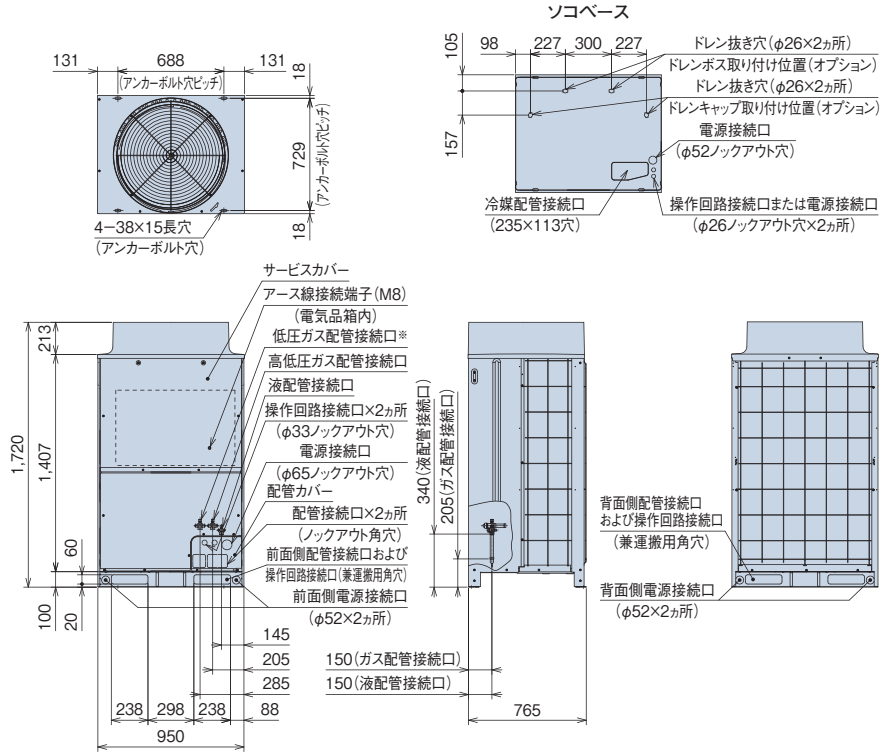 ソコベース
131
688
131
(アンカーボルト穴ピッチ)
18
729
(アンカーボルト穴ピッチ)
18
4−38×15長穴
(アンカーボルト穴)
105
157
98
227
300
227
ドレン抜き穴(φ26×2ヵ所)
ドレンボス取り付け位置(オプション)
ドレン抜き穴(φ26×2ヵ所)
ドレンキャップ取り付け位置(オプション)
電源接続口
(φ52ノックアウト穴)
冷媒配管接続口
(235×113穴)
操作回路接続口または電源接続口
(φ26ノックアウト穴×2ヵ所)
サービスカバー
アース線接続端子(M8)
(電気品箱内)
低圧ガス配管接続口※
高低圧ガス配管接続口
液配管接続口
操作回路接続口×2ヵ所
(φ33ノックアウト穴)
電源接続口
(φ65ノックアウト穴)
配管カバー
配管接続口×2ヵ所
(ノックアウト角穴)
前面側配管接続口および
操作回路接続口(兼運搬用角穴)
前面側電源接続口
(φ52×2ヵ所)
213
1,720
1,407
60
100
20
145
205
285
238
298
238
88
950
340(液配管接続口)
205(ガス配管接続口)
150(ガス配管接続口)
150(液配管接続口)
765
背面側配管接続口
および操作回路接続口
(兼運搬用角穴)
背面側電源接続口
(φ52×2ヵ所)